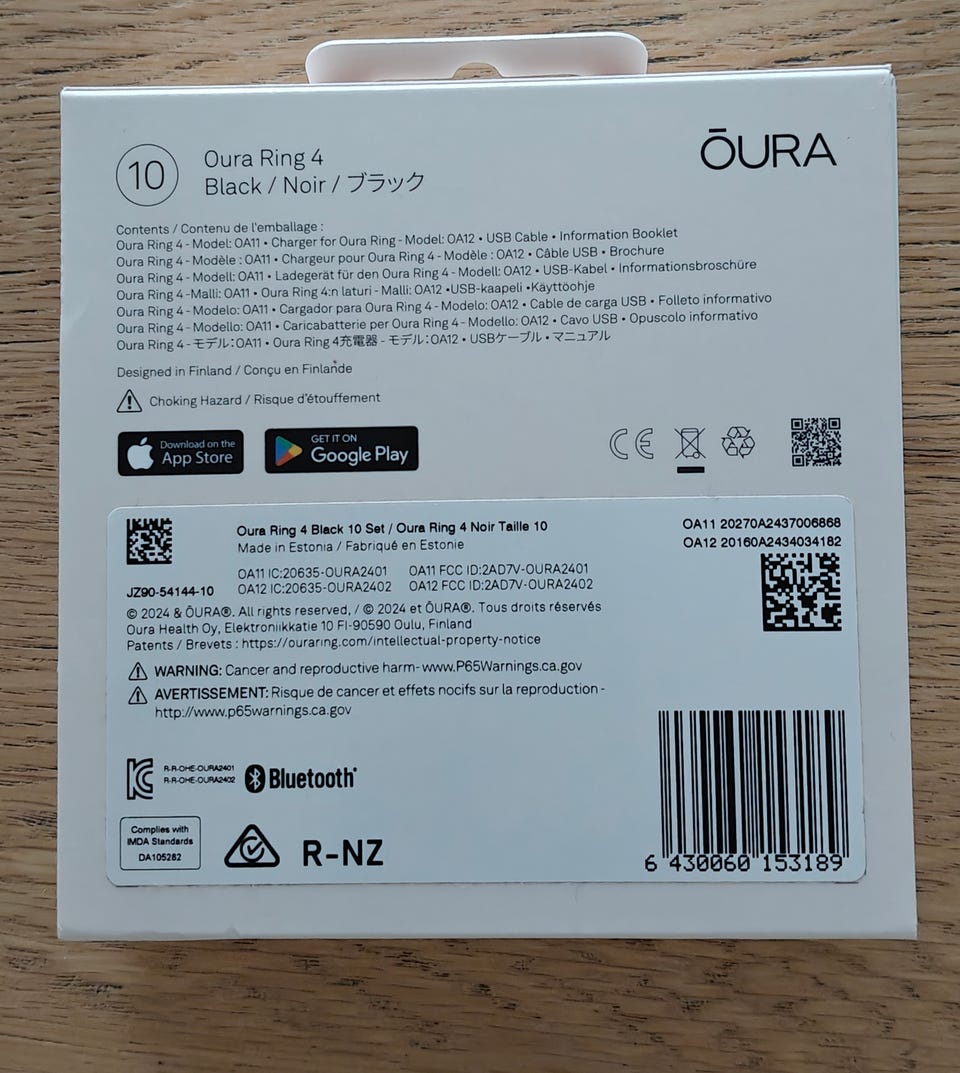 10
Oura Ring 4
Black / Noir / ブラック
ŌURA
Contents / Contenu de l'emballage :
Oura Ring 4 - Model: OA11 • Charger for Oura Ring - Model: OA12 • USB Cable • Information Booklet
Oura Ring 4 - Modèle : OA11 • Chargeur pour Oura Ring 4 - Modèle : OA12 • Câble USB • Brochure
Oura Ring 4 - Modell: OA11 • Ladegerät für den Oura Ring 4 - Modell: OA12 • USB-Kabel • Informationsbroschüre
Oura Ring 4 -Malli: OA11 • Oura Ring 4:n laturi - Malli: OA12 •USB-kaapeli •Käyttöohje
Oura Ring 4 - Modelo: OA11 • Cargador para Oura Ring 4 - Modelo: OA12 • Cable de carga USB • Folleto informativo
Oura Ring 4 - Modello: OA11 • Caricabatterie per Oura Ring 4 - Modello: OA12 • Cavo USB • Opuscolo informativo
Oura Ring 4 - モデル：OA11 • Oura Ring 4充電器 - モデル：OA12 • USBケーブル • マニュアル
Designed in Finland / Conçu en Finlande
Choking Hazard / Risque d'étouffement
Download on the
App Store
GET IT ON
Google Play
CE
Oura Ring 4 Black 10 Set / Oura Ring 4 Noir Taille 10
Made in Estonia / Fabriqué en Estonie
OA11 20270A2437006868
OA12 20160A2434034182
OA11 IC:20635-OURA2401 OA11 FCC ID:2AD7V-OURA2401
OA12 IC:20635-OURA2402 OA12 FCC ID:2AD7V-OURA2402
JZ90-54144-10
© 2024 & ŌURA®. All rights reserved, / © 2024 et ŌURA®. Tous droits réservés
Oura Health Oy, Elektroniikkatie 10 FI-90590 Oulu, Finland
Patents / Brevets : https://ouraring.com/intellectual-property-notice
WARNING: Cancer and reproductive harm- www.P65Warnings.ca.gov
AVERTISSEMENT: Risque de cancer et effets nocifs sur la reproduction -
http://www.p65warnings.ca.gov
R-R-OHE-OURA2401
R-R-OHE-OURA2402
Bluetooth®
Complies with
IMDA Standards
DA105282
R-NZ
6 430060 153189